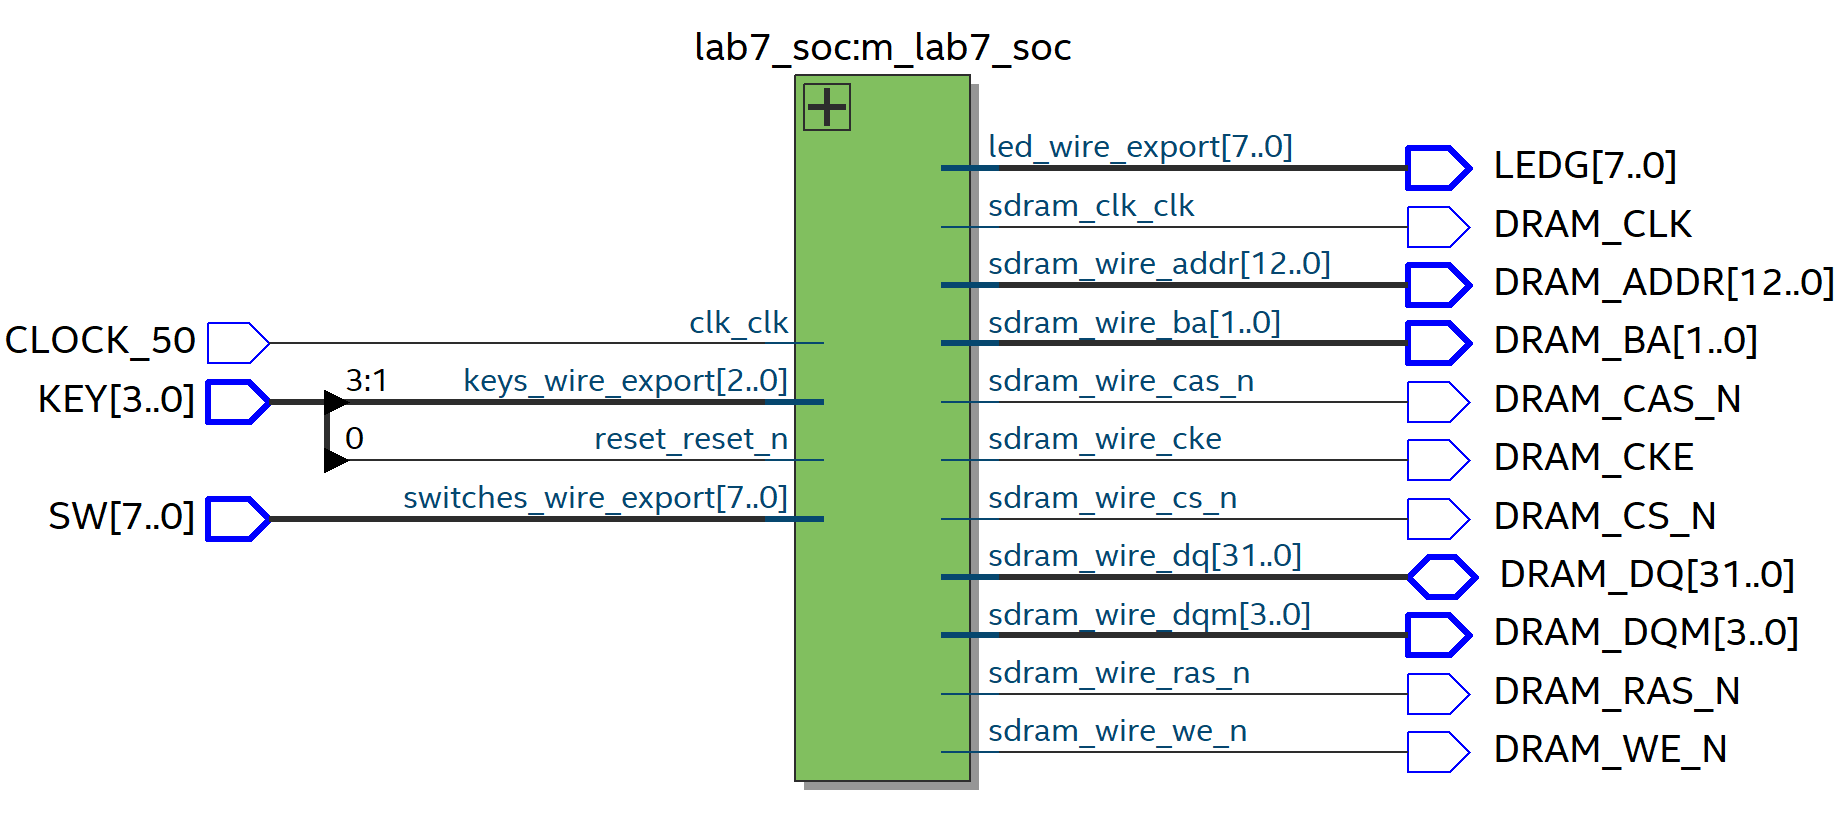 lab7_soc:m_lab7_soc
led_wire_export[7..0]
LEDG[7..0]
sdram_clk_clk
DRAM_CLK
sdram_wire_addr[12..0]
DRAM_ADDR[12..0]
CLOCK_50
clk_clk
sdram_wire_ba[1..0]
DRAM_BA[1..0]
KEY[3..0]
3:1
keys_wire_export[2..0]
sdram_wire_cas_n
DRAM_CAS_N
0
reset_reset_n
sdram_wire_cke
DRAM_CKE
SW[7..0]
switches_wire_export[7..0]
sdram_wire_cs_n
DRAM_CS_N
sdram_wire_dq[31..0]
DRAM_DQ[31..0]
sdram_wire_dqm[3..0]
DRAM_DQM[3..0]
sdram_wire_ras_n
DRAM_RAS_N
sdram_wire_we_n
DRAM_WE_N